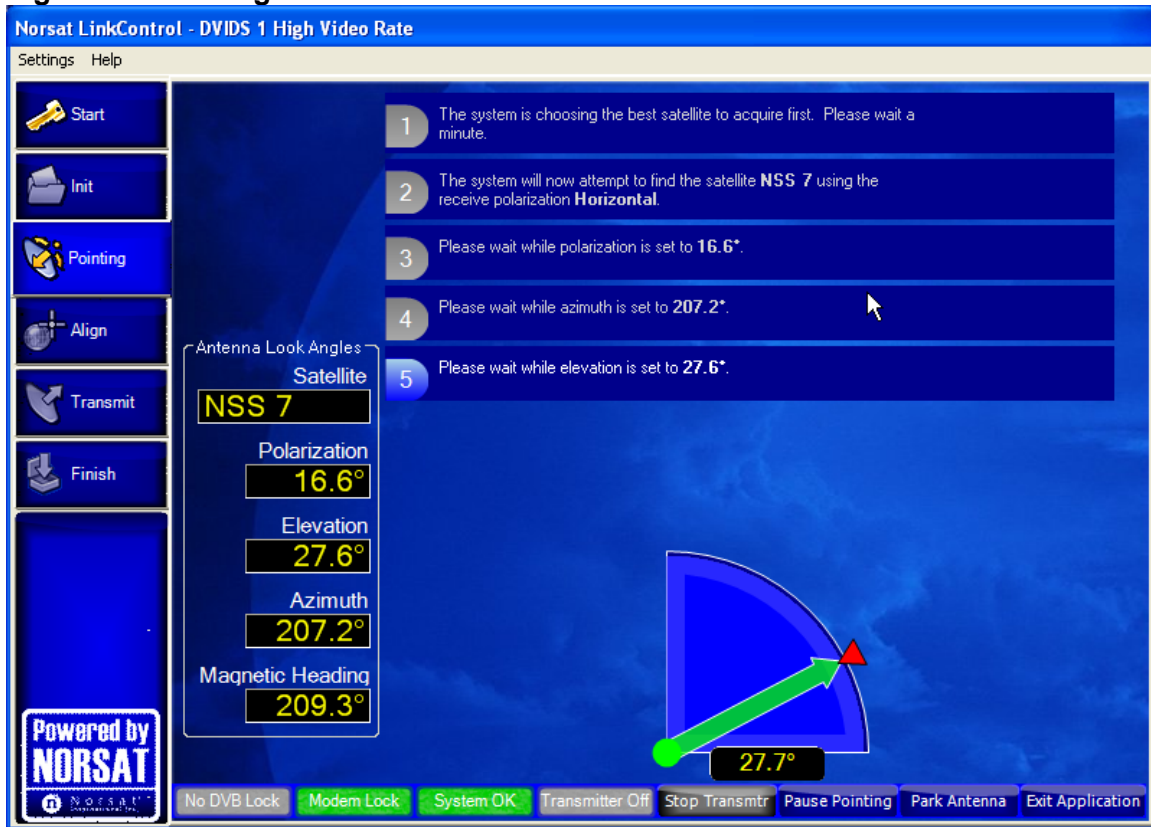 Norsat LinkControl - DVIDS 1 High Video Rate
Settings Help
Start
Init
Pointing
Align
Transmit
Finish
1 The system is choosing the best satellite to acquire first. Please wait a
minute.
2 The system will now attempt to find the satellite NSS 7 using the
receive polarization Horizontal.
3 Please wait while polarization is set to 16.6°.
4 Please wait while azimuth is set to 207.2°.
5 Please wait while elevation is set to 27.6°.
Antenna Look Angles
Satellite
NSS 7
Polarization
16.6°
Elevation
27.6°
Azimuth
207.2°
Magnetic Heading
209.3°
27.7°
Powered by
NORSAT
n Norsat
No DVB Lock
Modem Lock
System OK
Transmitter Off
Stop Transmtr
Pause Pointing
Park Antenna
Exit Application